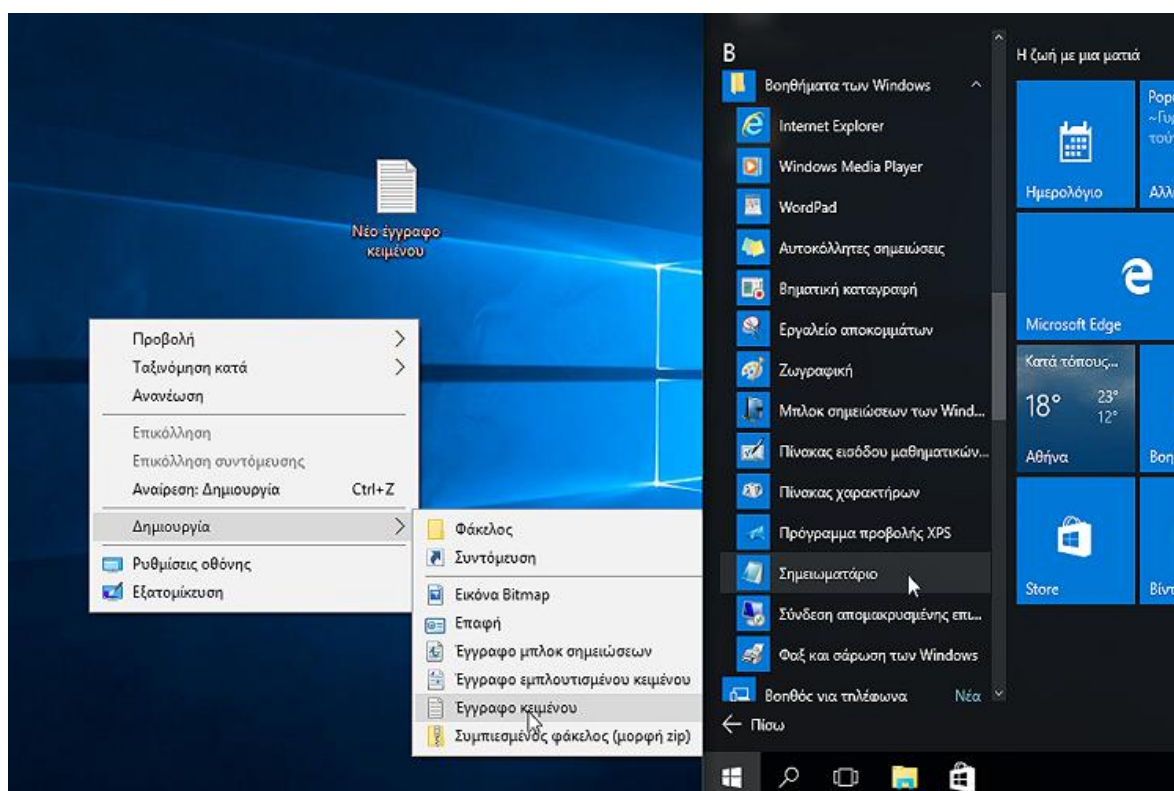 Νέο έγγραφο
κειμένου
Προβολή
Ταξινόμηση κατά
Ανανέωση
Επικόλληση
Επικόλληση συντόμευσης
Αναίρεση: Δημιουργία Ctrl+Z
Δημιουργία
Ρυθμίσεις οθόνης
Εξατομίκευση
Φάκελος
Συντόμευση
Εικόνα Bitmap
Επαφή
Έγγραφο μπλοκ σημειώσεων
Έγγραφο εμπλουτισμένου κειμένου
Έγγραφο κειμένου
Συμπιεσμένος φάκελος (μορφή zip)
Β
Βοηθήματα των Windows
Internet Explorer
Windows Media Player
WordPad
Αυτοκόλλητες σημειώσεις
Βηματική καταγραφή
Εργαλείο αποκομμάτων
Ζωγραφική
Μπλοκ σημειώσεων των Wind...
Πίνακας εισόδου μαθηματικών...
Πίνακας χαρακτήρων
Πρόγραμμα προβολής XPS
Σημειωματάριο
Σύνδεση απομακρυσμένης επι...
Φαξ και σάρωση των Windows
Βοηθός για τηλέφωνα Νέα
Πίσω
Η ζωή με μια ματιά
Ημερολόγιο
Microsoft Edge
Κατά τόπους...
18° 23°
12°
Αθήνα
Store